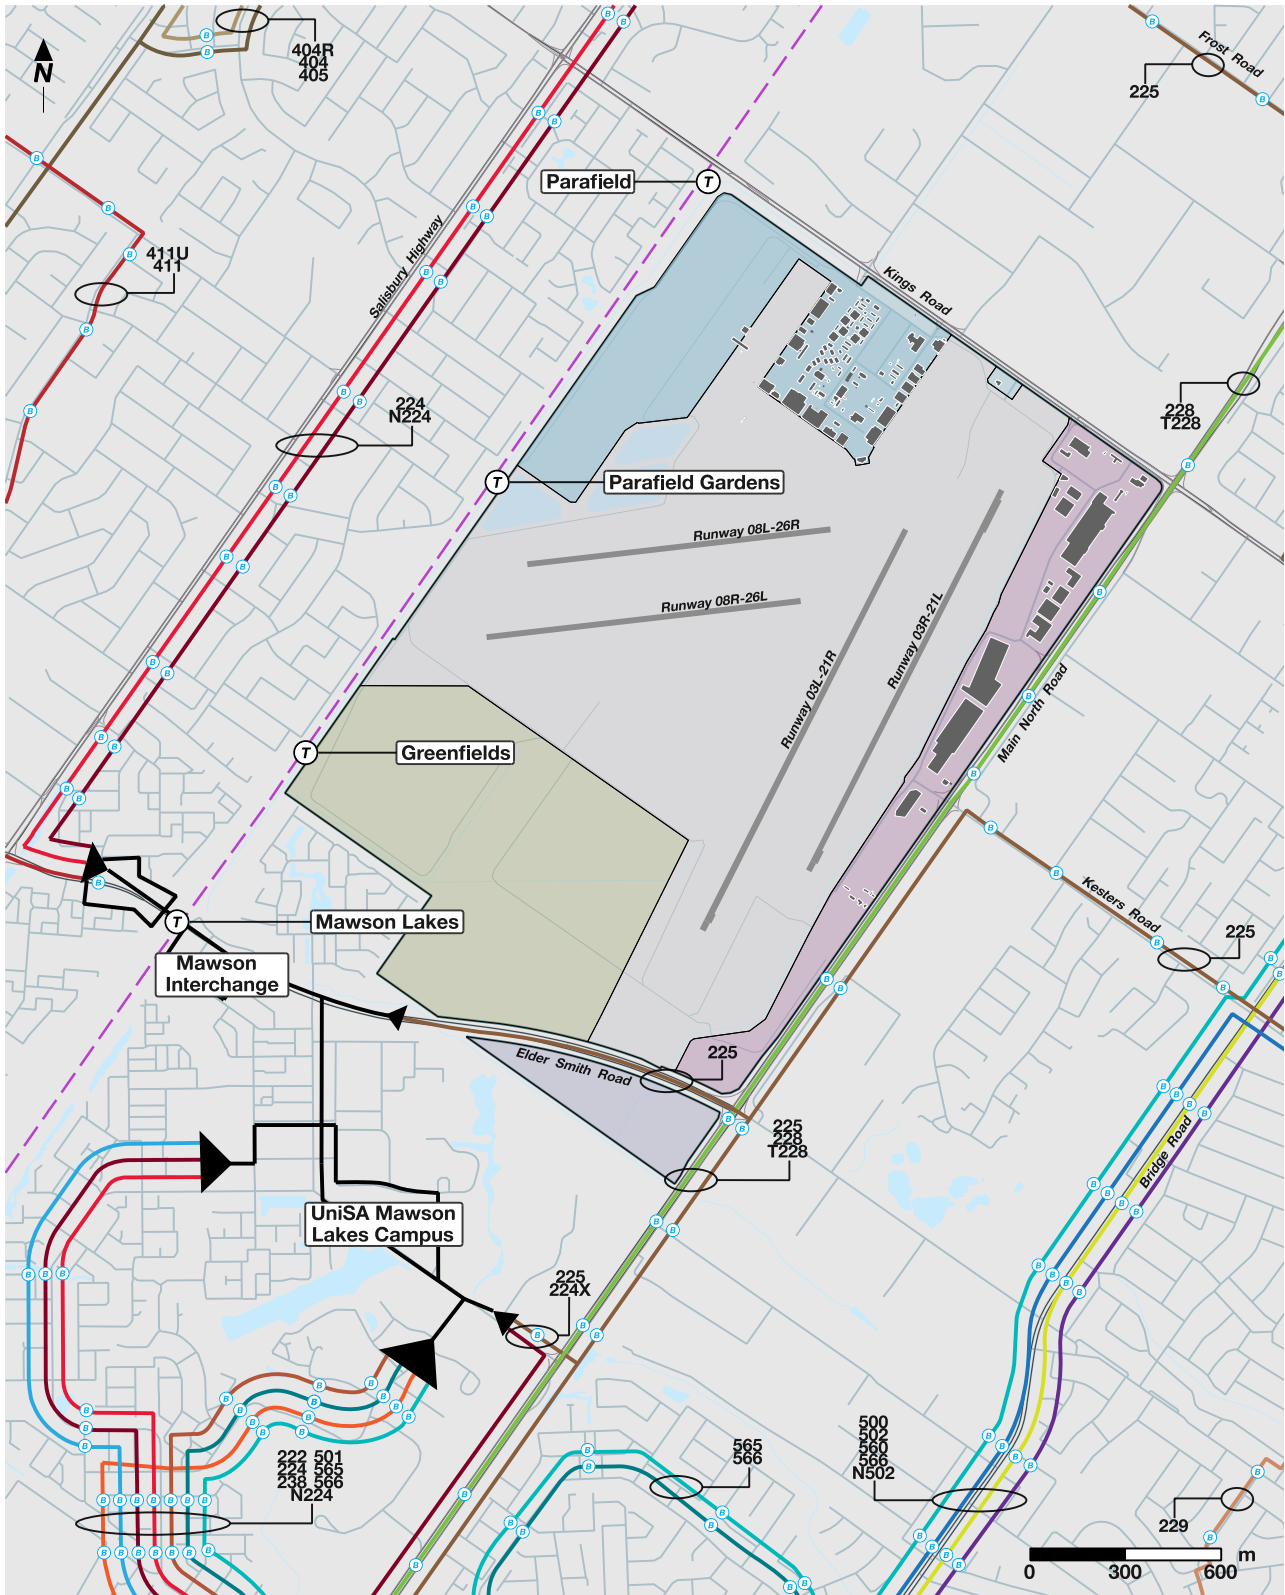 N
404R
404
405
Frost Road
225
Parafield
T
411U
411
Salisbury Highway
Kings Road
224
N224
228
T228
T
Parafield Gardens
Runway 08L-26R
Runway 08R-26L
Runway 03L-21R
Runway 03R-21L
Main North Road
T
Greenfields
Kesters Road
T
Mawson Lakes
225
Mawson
Interchange
Elder Smith Road
225
225
228
T228
Bridge Road
UniSA Mawson
Lakes Campus
225
224X
222 501
224 565
238 566
N224
565
566
500
502
560
566
N502
229
0 300 600 m